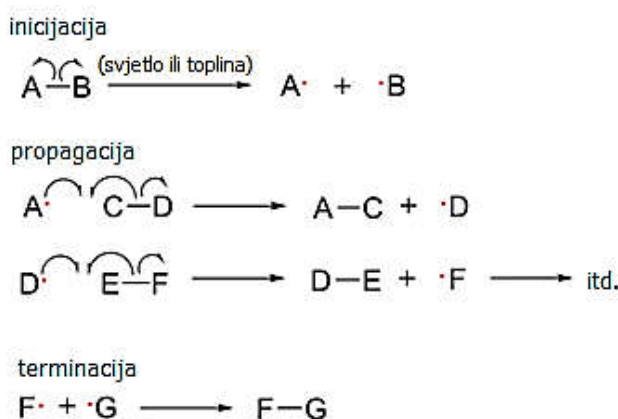 inicijacija
A—B (svjetlo ili toplina) A· + ·B
propagacija
A· C—D A—C + ·D
D· E—F D—E + ·F itd.
terminacija
F· + ·G F—G